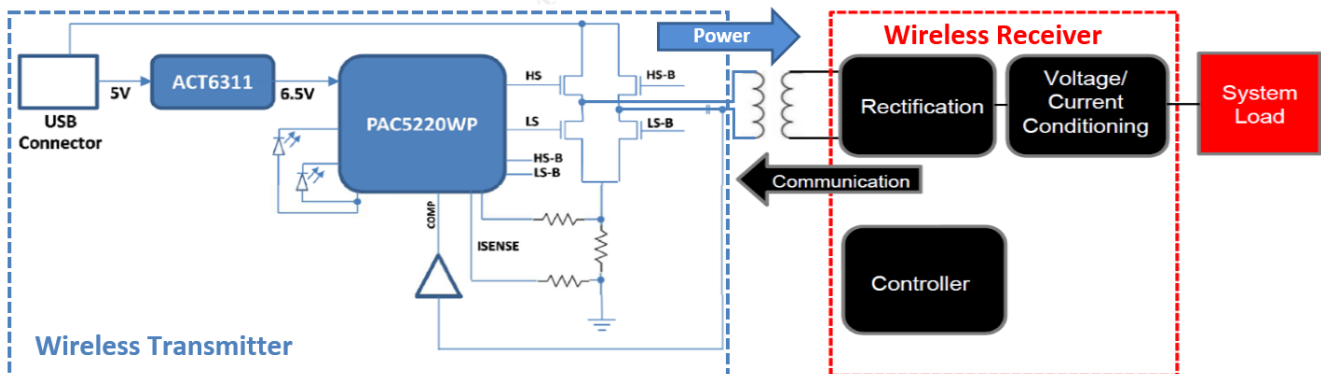 Power
Wireless Receiver
HS
HS-B
ACT6311
5V
6.5V
USB
Connector
PAC5220WP
LS
LS-B
HS-B
LS-B
COMP
ISENSE
Rectification
Voltage/
Current
Conditioning
System
Load
Communication
Controller
Wireless Transmitter